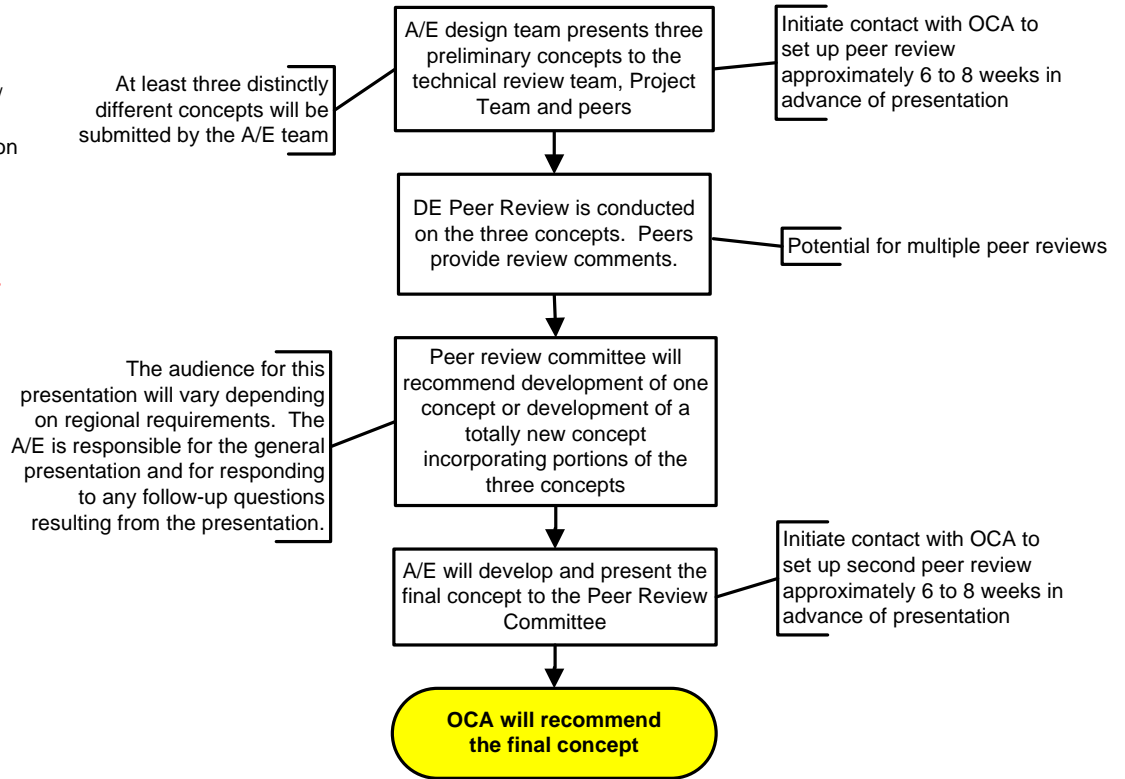 A/E design team presents three
preliminary concepts to the
technical review team, Project
Team and peers
Initiate contact with OCA to
set up peer review
approximately 6 to 8 weeks in
advance of presentation
At least three distinctly
different concepts will be
submitted by the A/E team
on
DE Peer Review is conducted
on the three concepts. Peers
provide review comments.
Potential for multiple peer reviews
Peer review committee will
recommend development of one
concept or development of a
totally new concept
incorporating portions of the
three concepts
The audience for this
presentation will vary depending
on regional requirements. The
A/E is responsible for the general
presentation and for responding
to any follow-up questions
resulting from the presentation.
A/E will develop and present the
final concept to the Peer Review
Committee
Initiate contact with OCA to
set up second peer review
approximately 6 to 8 weeks in
advance of presentation
OCA will recommend
the final concept